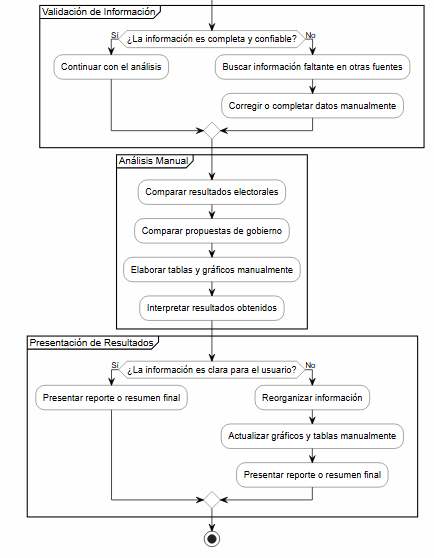 Validación de Información
¿La información es completa y confiable?
Sí
No
Continuar con el análisis
Buscar información faltante en otras fuentes
Corregir o completar datos manualmente
Análisis Manual
Comparar resultados electorales
Comparar propuestas de gobierno
Elaborar tablas y gráficos manualmente
Interpretar resultados obtenidos
Presentación de Resultados
¿La información es clara para el usuario?
Sí
No
Presentar reporte o resumen final
Reorganizar información
Actualizar gráficos y tablas manualmente
Presentar reporte o resumen final